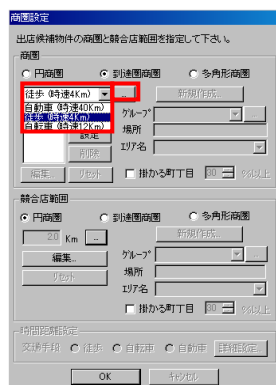 商圏設定
出店候補物件の商圏と競合店範囲を指定して下さい。
商圏
円商圏 到達圏商圏 多角形商圏
徒歩 (時速4Km) ... 新規作成...
自動車 (時速40Km)
徒歩 (時速4Km)
自転車 (時速12Km)
グループ ...
設定 場所
削除 エリア名
編集... リセット 掛かる町丁目 30 %以上
競合店範囲
円商圏 到達圏商圏 多角形商圏
2.0 Km ... 新規作成...
編集... グループ ...
リセット 場所
エリア名
掛かる町丁目 30 %以上
時間距離設定
交通手段 徒歩 自転車 自動車 詳細設定...
OK キャンセル